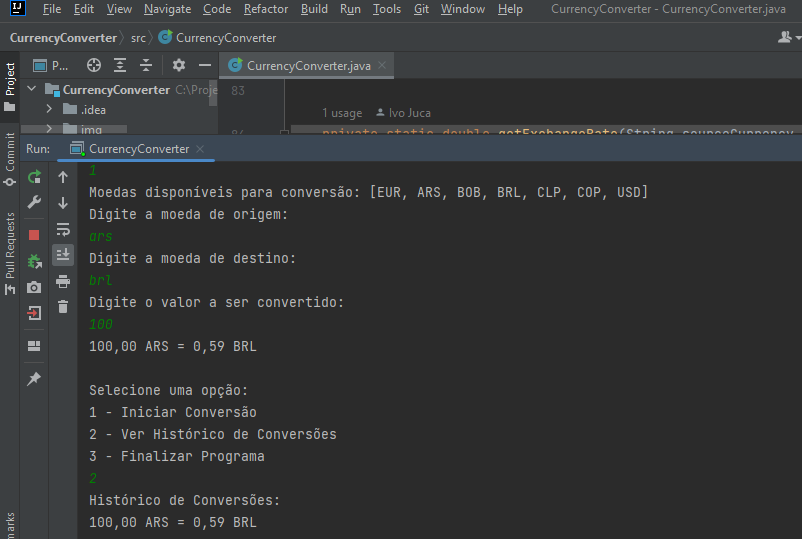 File Edit View Navigate Code Refactor Build Run Tools Git Window Help CurrencyConverter - CurrencyConverter.java
CurrencyConverter src CurrencyConverter
P... CurrencyConverter.java
Project
CurrencyConverter C:\Proje
.idea
img
83
1 usage Ivo Juca
84
private static double getExchangeRate(String sourceCurrency,
Commit
Pull Requests
Run: CurrencyConverter
1
Moedas disponíveis para conversão: [EUR, ARS, BOB, BRL, CLP, COP, USD]
Digite a moeda de origem:
ars
Digite a moeda de destino:
brl
Digite o valor a ser convertido:
100
100,00 ARS = 0,59 BRL
Selecione uma opção:
1 - Iniciar Conversão
2 - Ver Histórico de Conversões
3 - Finalizar Programa
2
Histórico de Conversões:
100,00 ARS = 0,59 BRL
marks